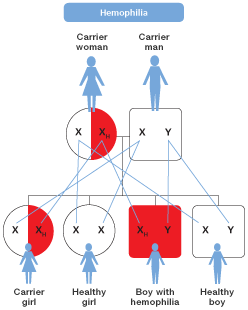 Hemophilia
Carrier woman
Carrier man
X XH X Y
X XH X X XH Y X Y
Carrier girl
Healthy girl
Boy with hemophilia
Healthy boy